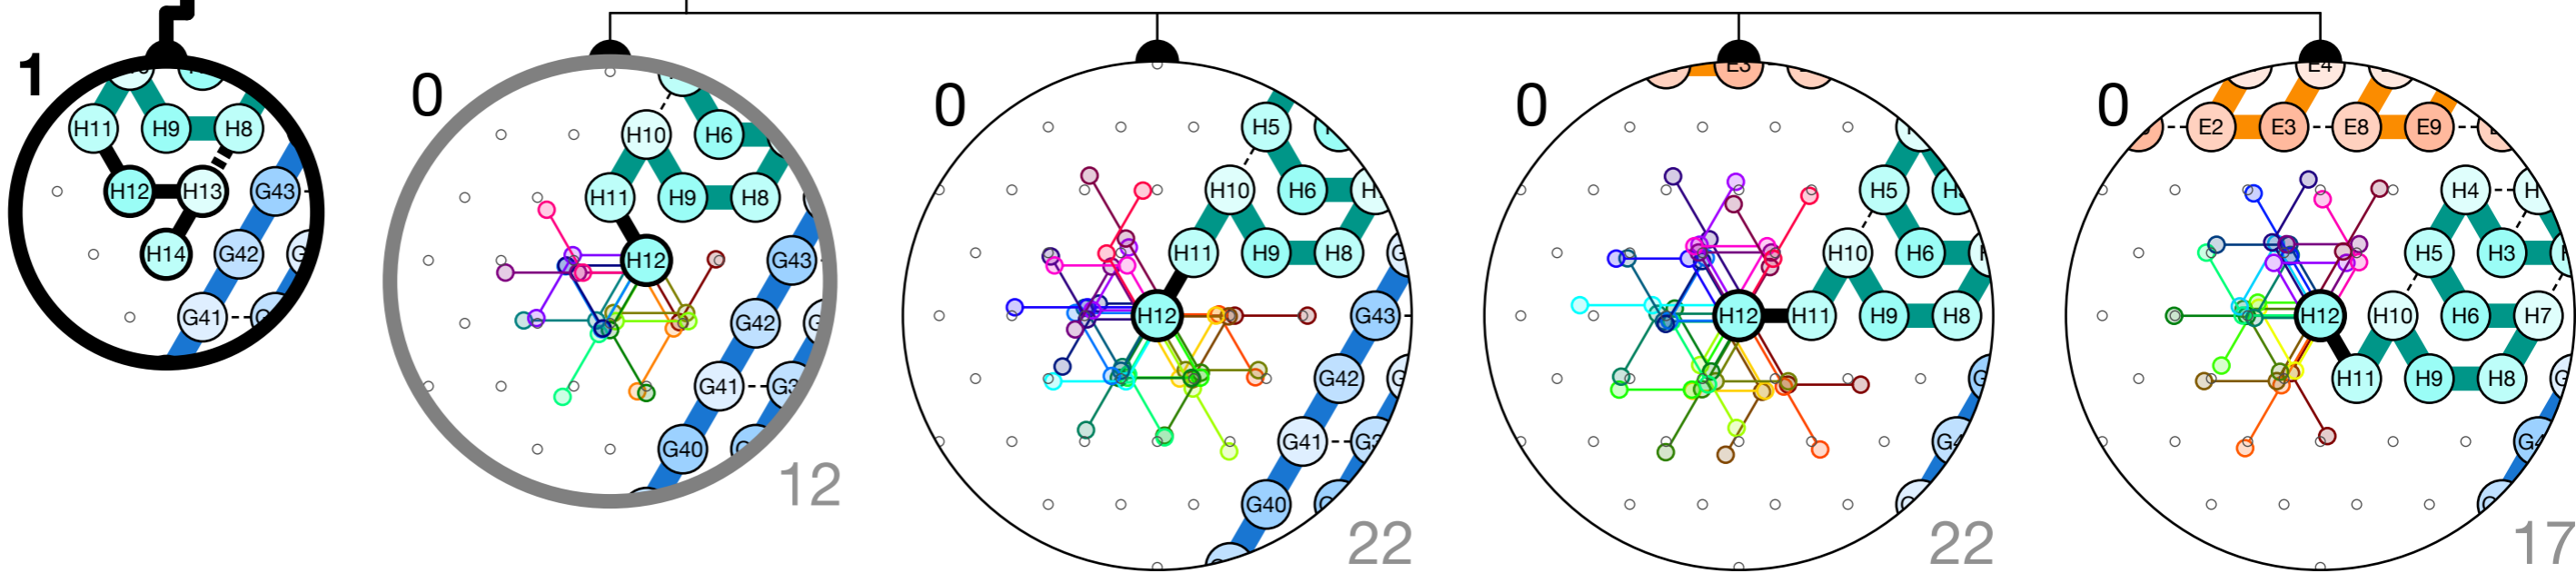 1
H11 H9 H8
H12 H13 G43
H14 G42
G41
0
H10 H6
H11 H9 H8
H12 G43
G42
G41
G40
12
0
H5
H10 H6
H11 H9 H8
H12 G43
G42
G41
G40
22
0
E3
H5
H10 H6
H12 H11 H9 H8
22
0
E4
E2 E3 E8 E9
H4
H5 H3
H12 H10 H6 H7
H11 H9 H8
17